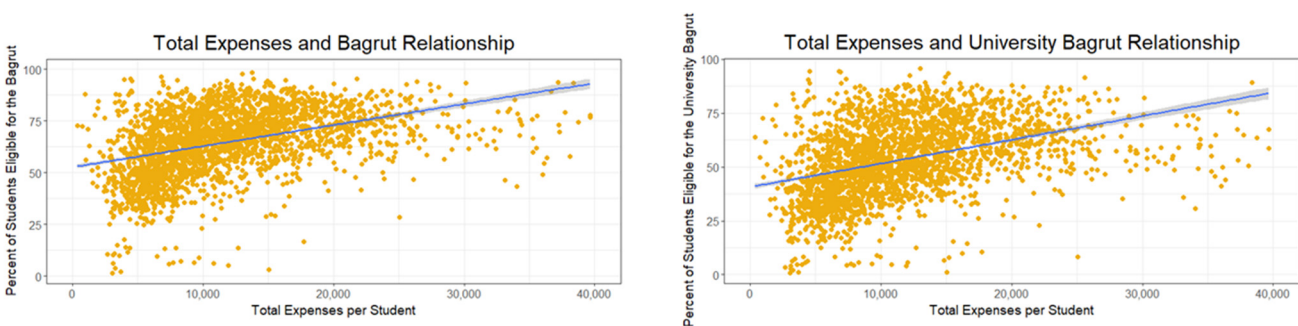 Total Expenses and Bagrut Relationship
Percent of Students Eligible for the Bagrut
100
75
50
25
0
0 10,000 20,000 30,000 40,000
Total Expenses per Student
Total Expenses and University Bagrut Relationship
Percent of Students Eligible for the University Bagrut
100
75
50
25
0
0 10,000 20,000 30,000 40,000
Total Expenses per Student